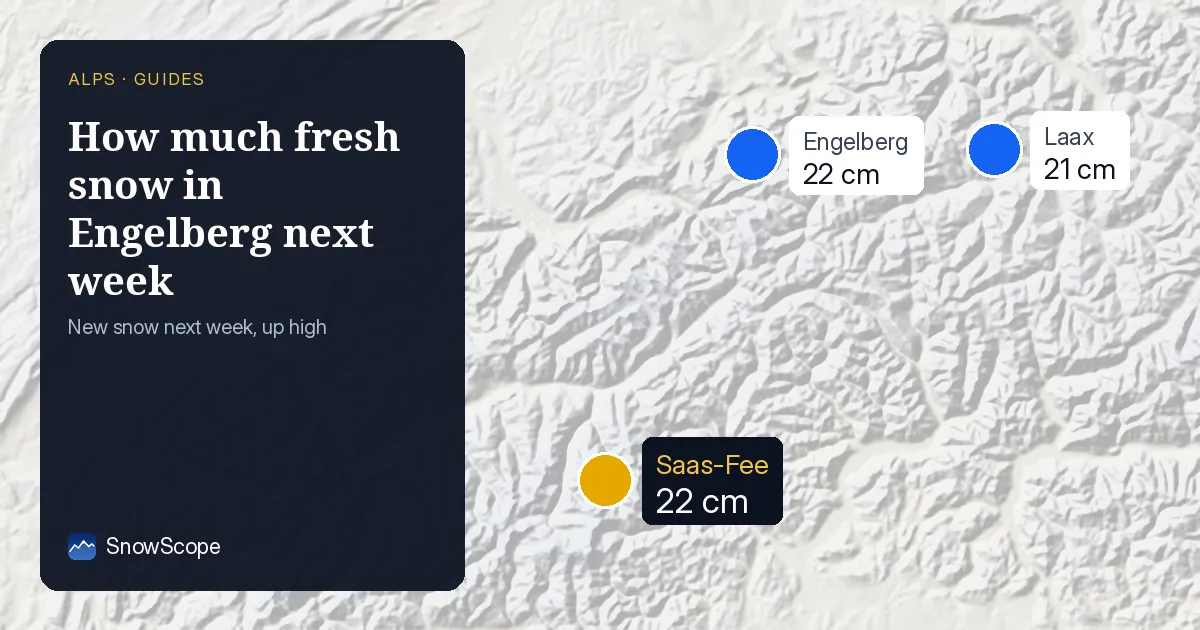 ALPS · GUIDES
How much fresh
snow in
Engelberg next
week
New snow next week, up high
SnowScope
Engelberg
22 cm
Laax
21 cm
Saas-Fee
22 cm